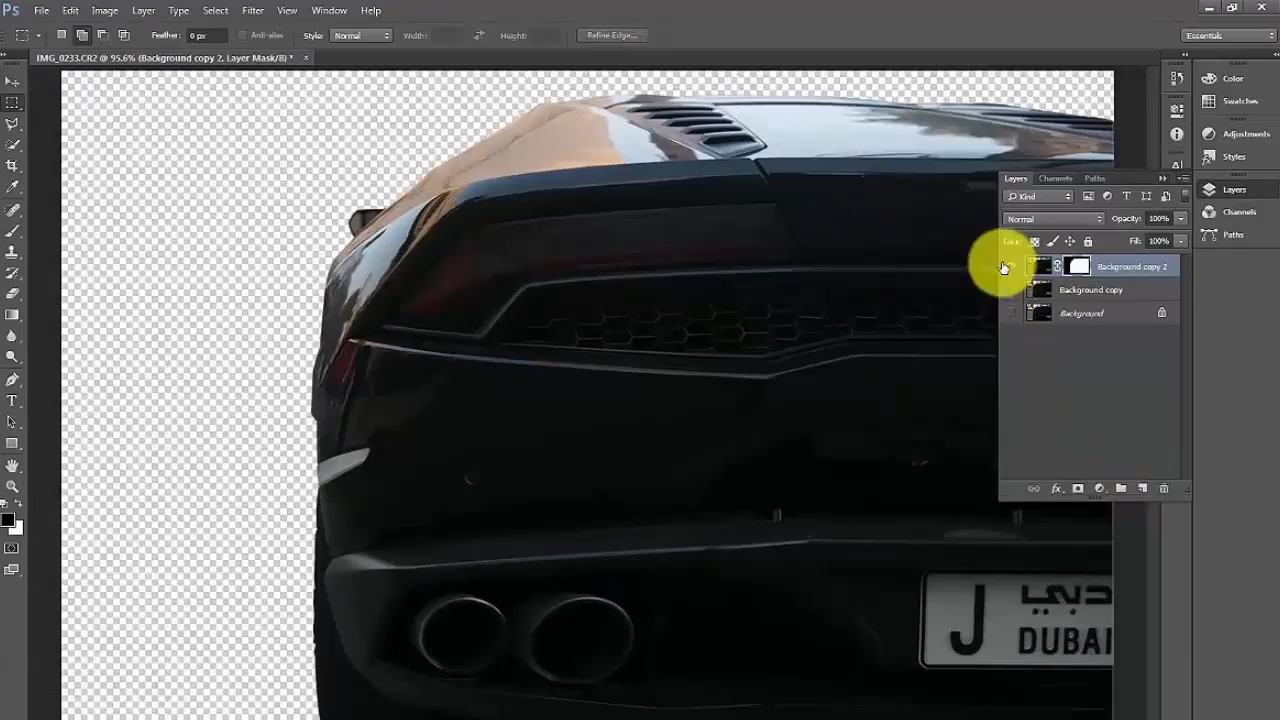 Ps File Edit Image Layer Type Select Filter View Window Help
Feather: 0 px Anti-alias Style: Normal Width: Height: Refine Edge... Essentials
IMG_0233.CR2 @ 95.6% (Background copy 2, Layer Mask/8) *
Color
Swatches
Adjustments
Styles
Layers
Channels
Paths
Layers Channels Paths
Kind
Normal Opacity: 100%
Lock: Fill: 100%
Background copy 2
Background copy
Background
fx
J دبي
DUBAI